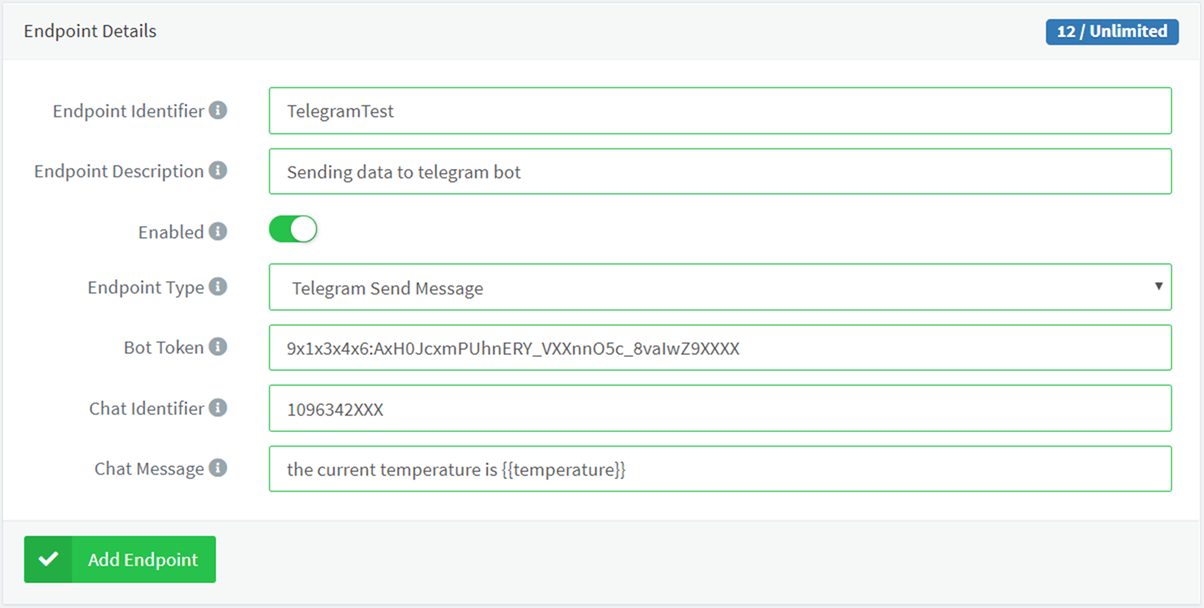 Endpoint Details 12 / Unlimited
Endpoint Identifier TelegramTest
Endpoint Description Sending data to telegram bot
Enabled
Endpoint Type Telegram Send Message
Bot Token 9x1x3x4x6:AxH0JcxmPUhnERY_VXXnnO5c_8vaIwZ9XXXX
Chat Identifier 1096342XXX
Chat Message the current temperature is {{temperature}}
Add Endpoint